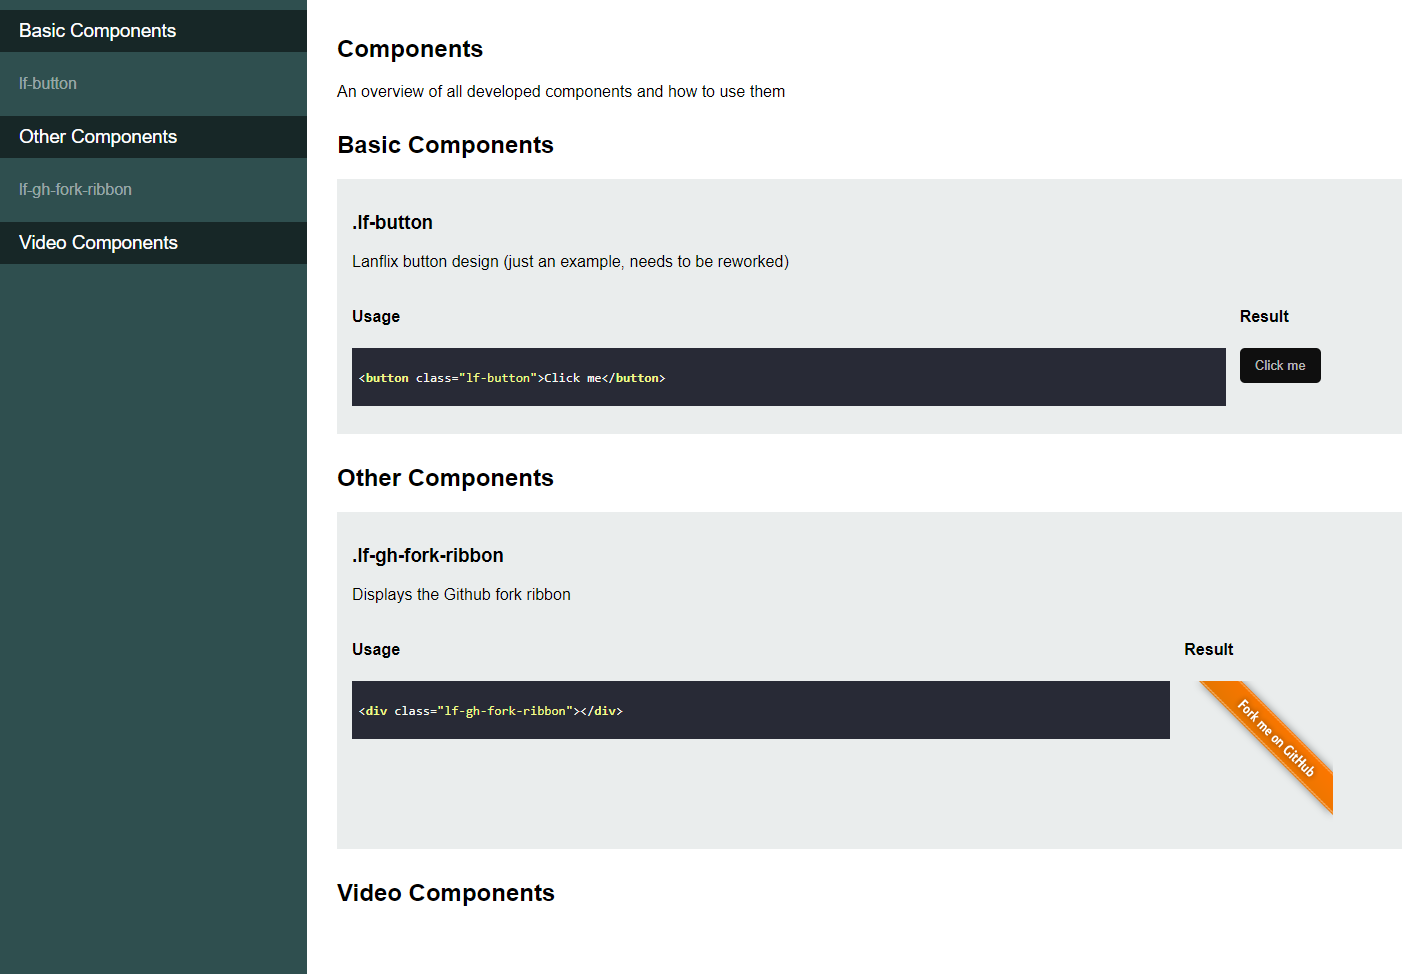 Basic Components
lf-button
Other Components
lf-gh-fork-ribbon
Video Components
Components
An overview of all developed components and how to use them
Basic Components
.lf-button
Lanflix button design (just an example, needs to be reworked)
Usage
Result
<button class="lf-button">Click me</button>
Click me
Other Components
.lf-gh-fork-ribbon
Displays the Github fork ribbon
Usage
Result
<div class="lf-gh-fork-ribbon"></div>
Fork me on GitHub
Video Components